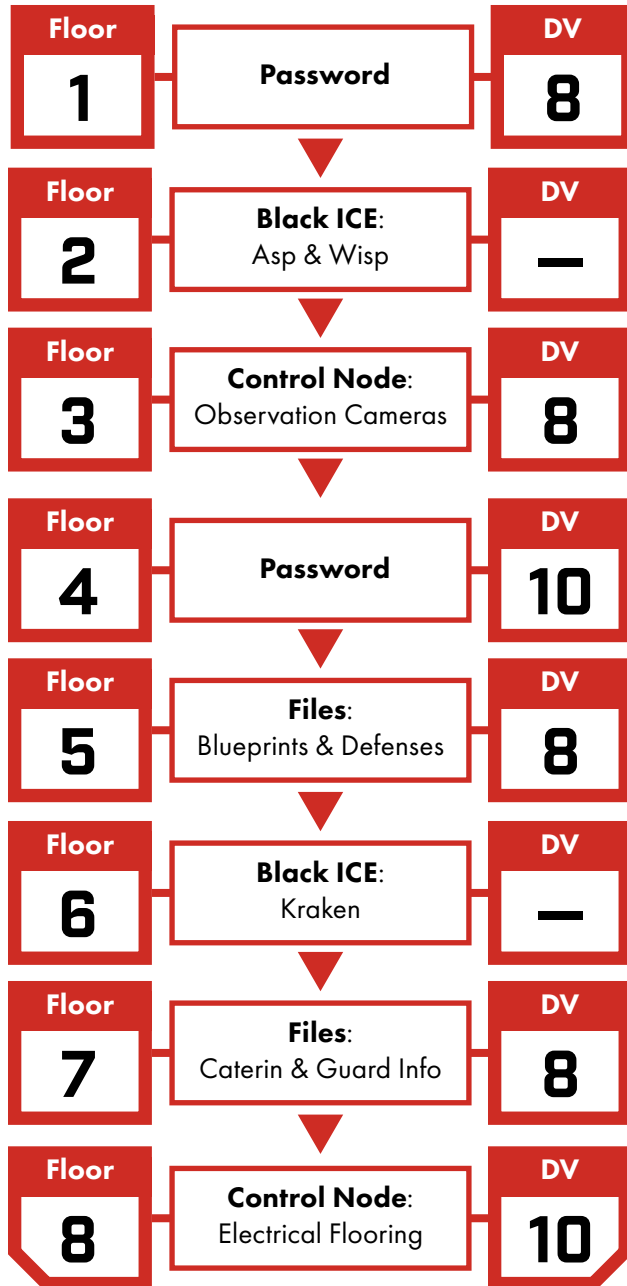 Floor
DV
1
Password
8
Floor
DV
2
Black ICE:
Asp & Wisp
—
Floor
DV
3
Control Node:
Observation Cameras
8
Floor
DV
4
Password
10
Floor
DV
5
Files:
Blueprints & Defenses
8
Floor
DV
6
Black ICE:
Kraken
—
Floor
DV
7
Files:
Caterin & Guard Info
8
Floor
DV
8
Control Node:
Electrical Flooring
10